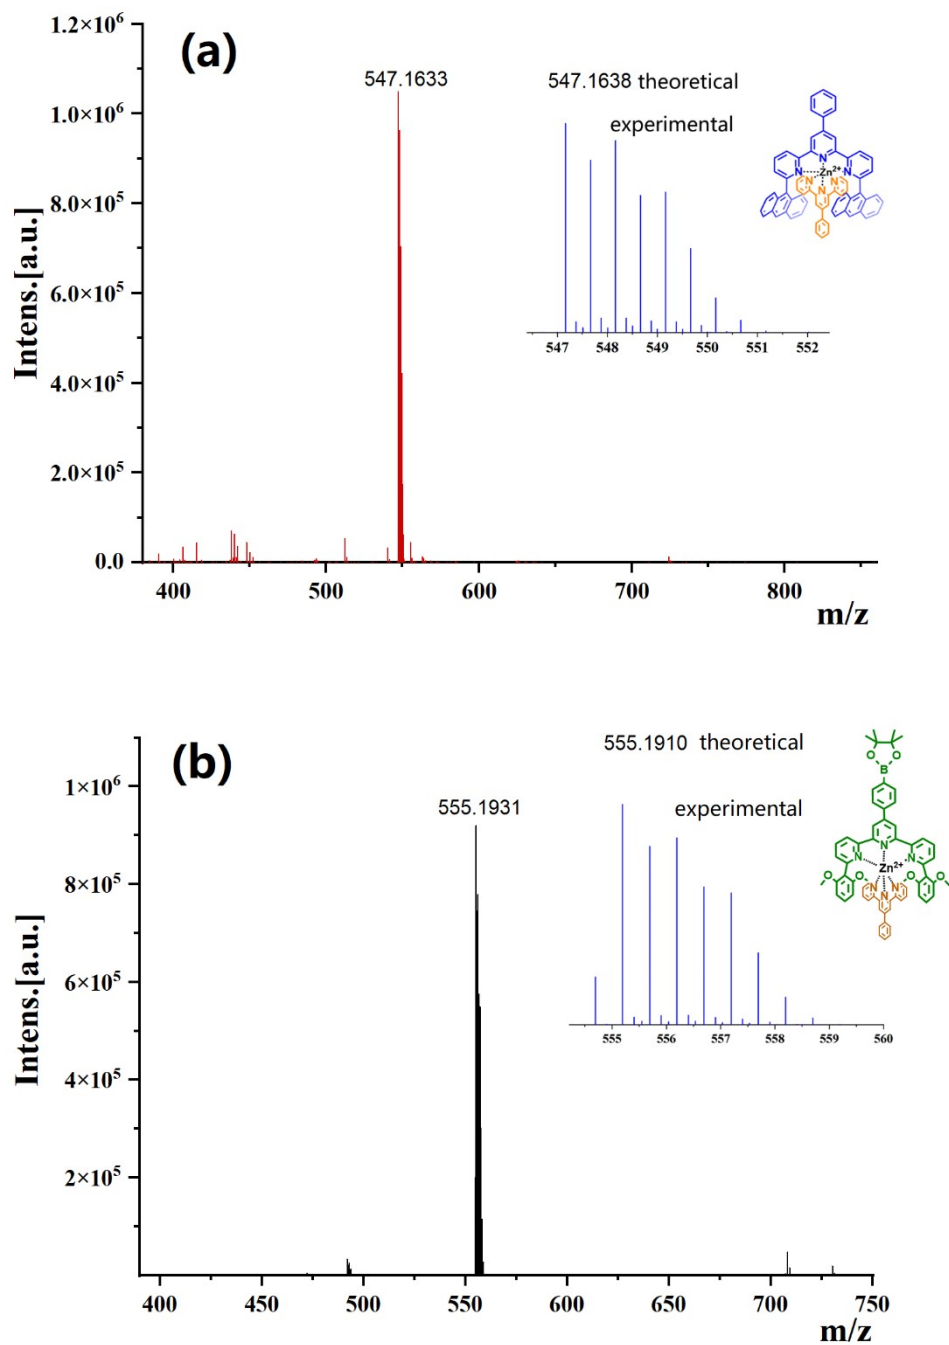 (a)
1.2×10⁶
1.0×10⁶
8.0×10⁵
6.0×10⁵
4.0×10⁵
2.0×10⁵
0.0
Intens.[a.u.]
547.1633
547.1638 theoretical
experimental
547 548 549 550 551 552
N
N
N
Zn²⁺
N
N
N
400 500 600 700 800
m/z
(b)
1×10⁶
8×10⁵
6×10⁵
4×10⁵
2×10⁵
Intens.[a.u.]
555.1931
555.1910 theoretical
experimental
555 556 557 558 559 560
O O
B
N
N N
Zn²⁺
O O N N O O
N
400 450 500 550 600 650 700 750
m/z